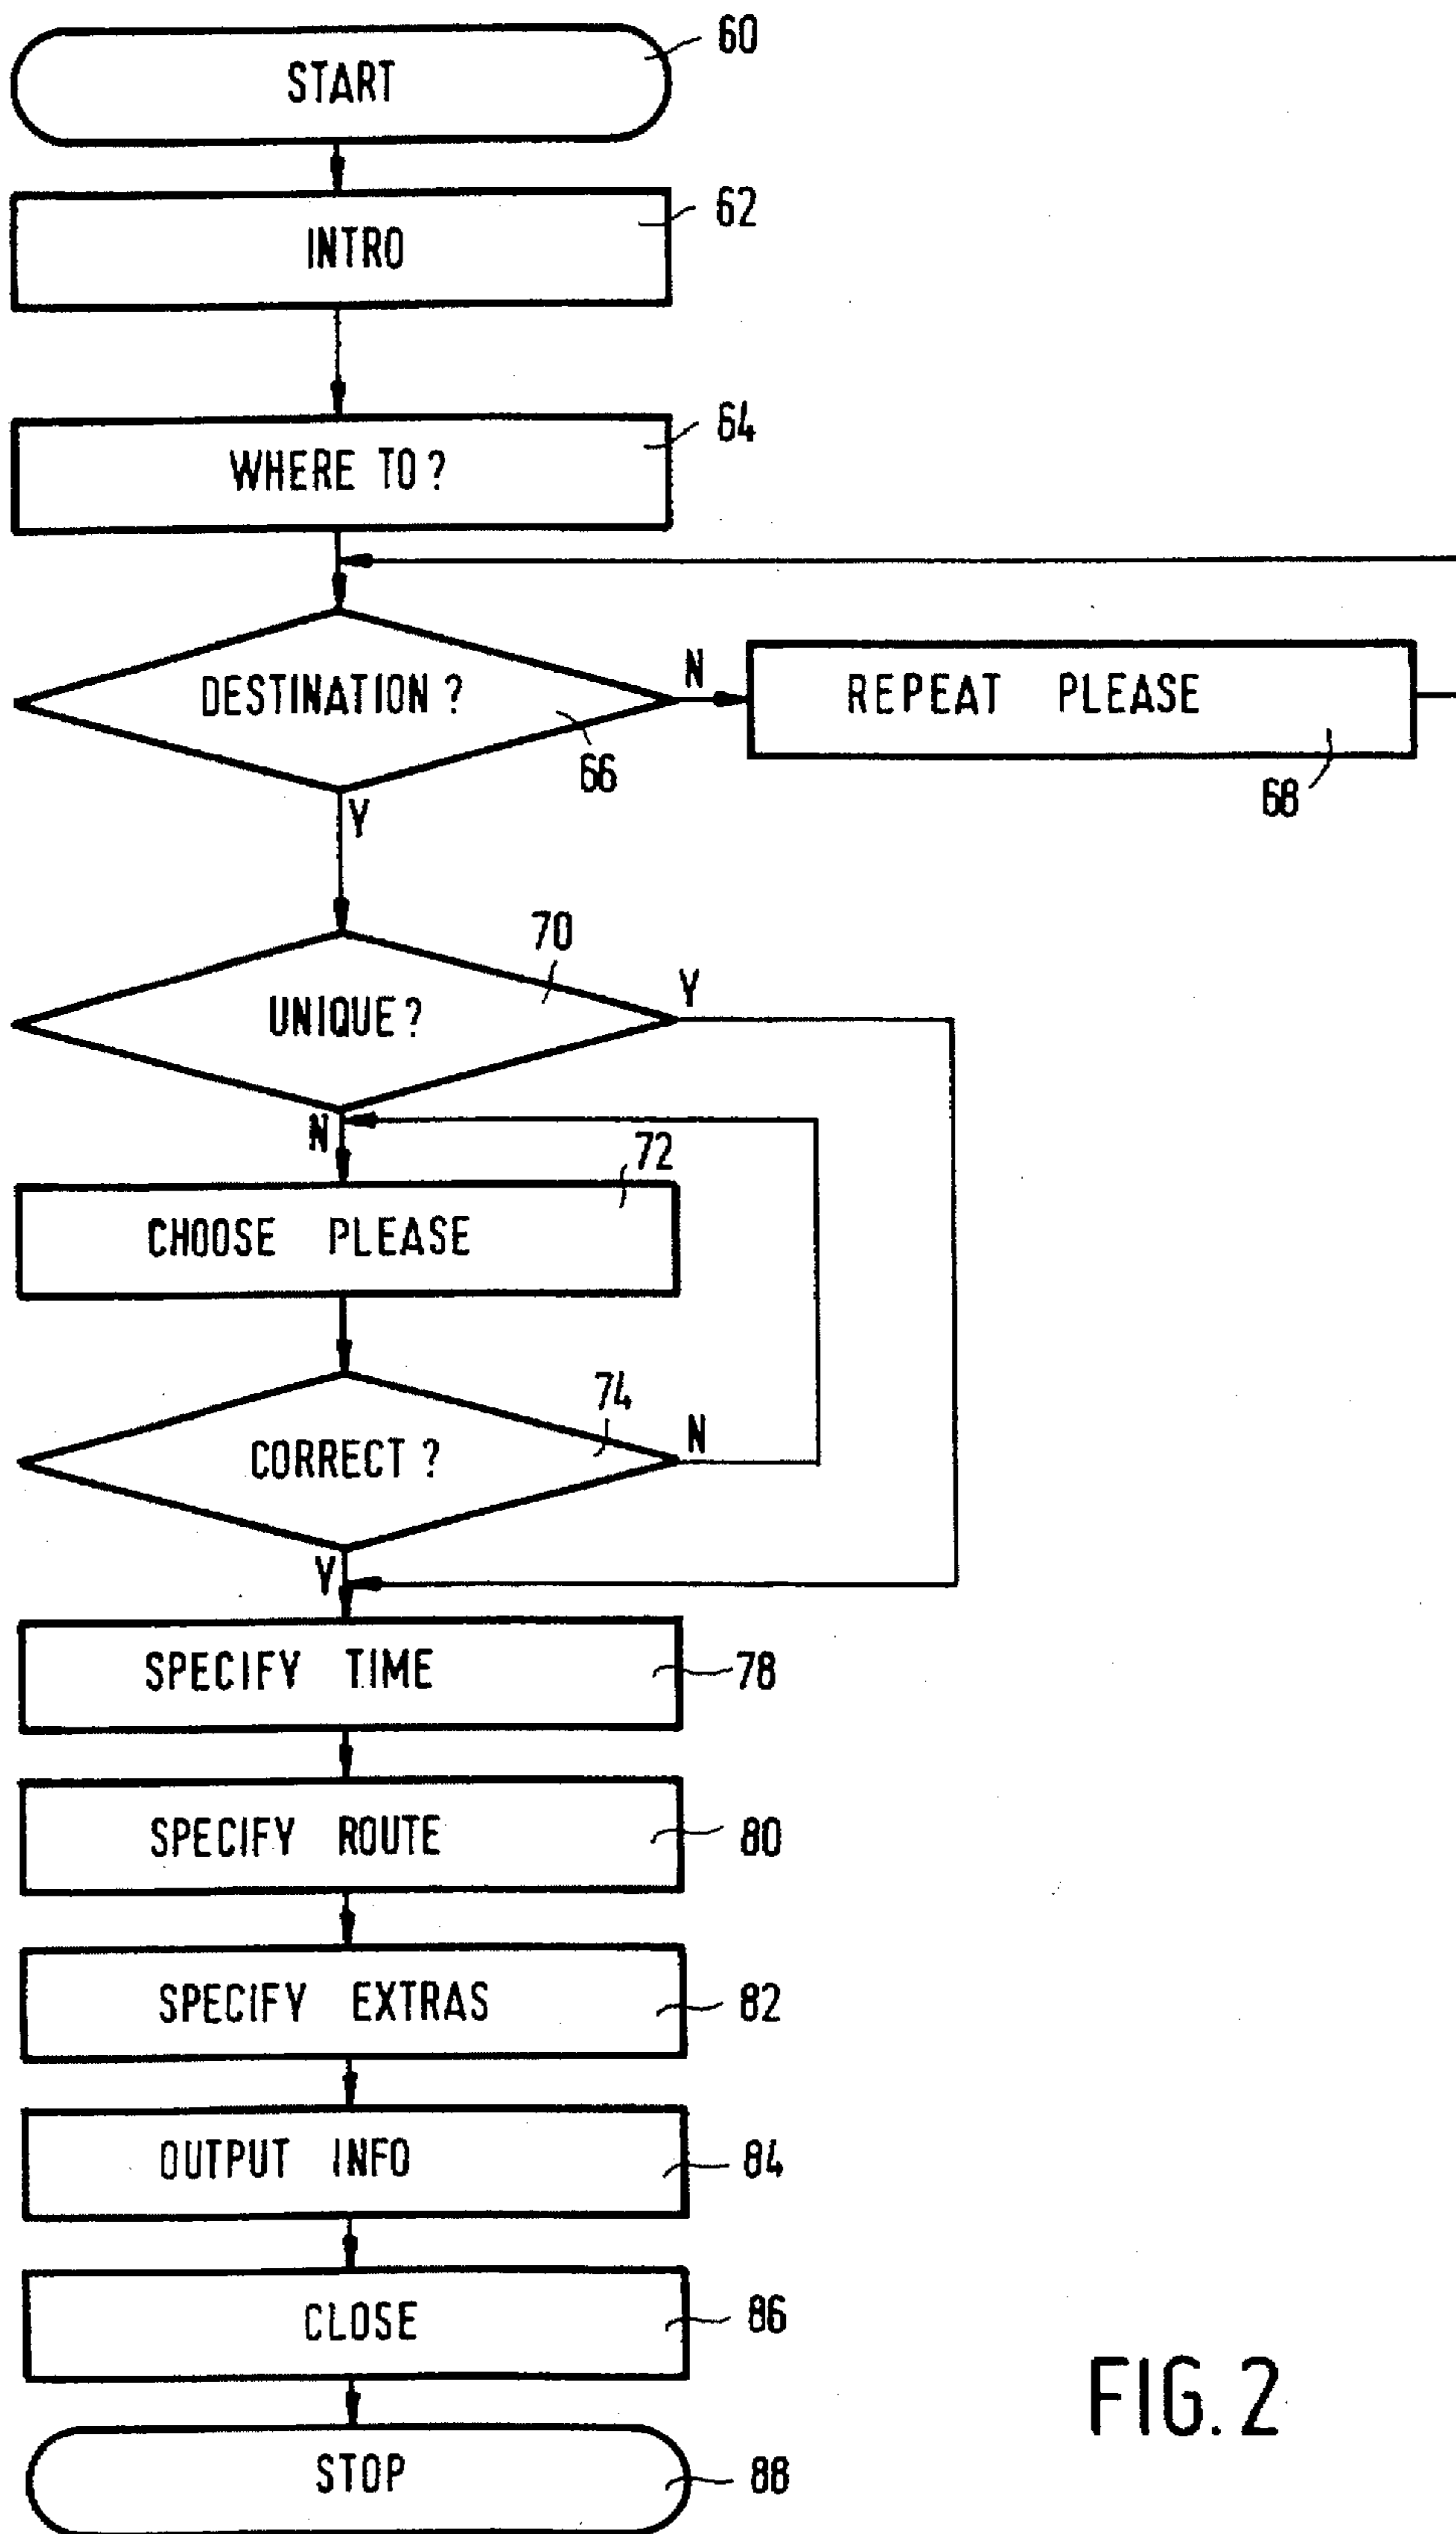 START
60
INTRO
62
WHERE TO?
64
DESTINATION?
66
N
REPEAT PLEASE
68
Y
70
UNIQUE?
Y
N
72
CHOOSE PLEASE
74
CORRECT?
N
Y
SPECIFY TIME
78
SPECIFY ROUTE
80
SPECIFY EXTRAS
82
OUTPUT INFO
84
CLOSE
86
STOP
88
FIG. 2